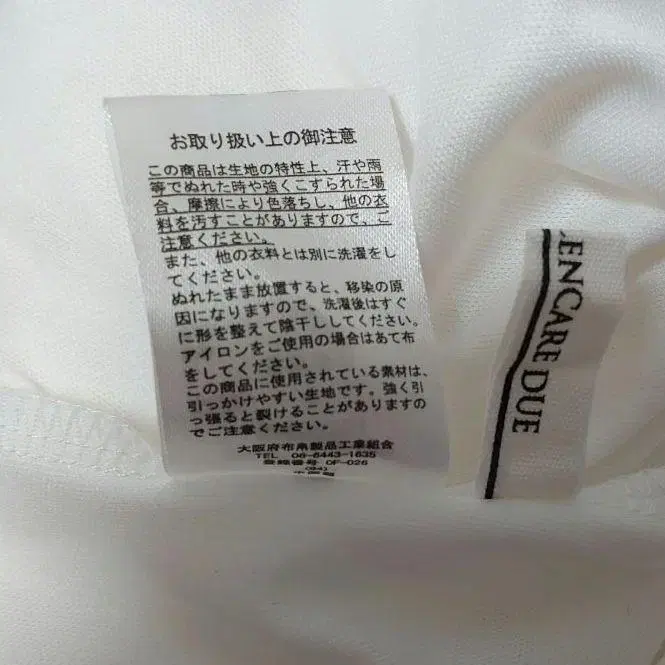 お取り扱い上の御注意
この商品は生地の特性上、汗や雨
等でぬれた時や強くこすられた場
合、摩擦により色落ちし、他の衣
料を汚すことがありますので、ご
注意ください。
また、他の衣料とは別に洗濯をし
てください。
ぬれたまま放置すると、移染の原
因になりますので、洗濯後はすぐ
に形を整えて陰干ししてください。
アイロンをご使用の場合はあて布
をしてください。
この商品に使用されている素材は、
引っかけやすい生地です。強く引
っ張ると裂けることがありますの
でご注意ください。
大阪府布帛製品工業組合
TEL 06-6443-1635
登録番号 OF-026
(94)
中国製
ENCARE DUE